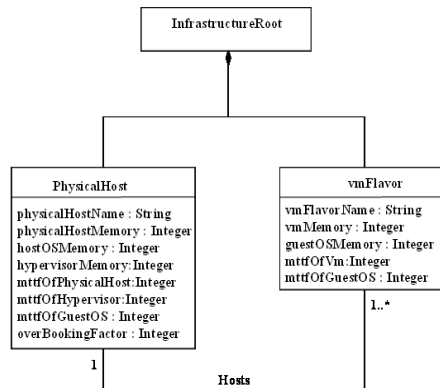 InfrastructureRoot
PhysicalHost
physicalHostName : String
physicalHostMemory : Integer
hostOSMemory : Integer
hypervisorMemory:Integer
mttfOfPhysicalHost:Integer
mttfOfHypervisor:Integer
mttfOfGuestOS : Integer
overBookingFactor : Integer
vmFlavor
vmFlavorName : String
vmMemory : Integer
guestOSMemory : Integer
mttfOfVm:Integer
mttfOfGuestOS : Integer
1..*
1
Hosts